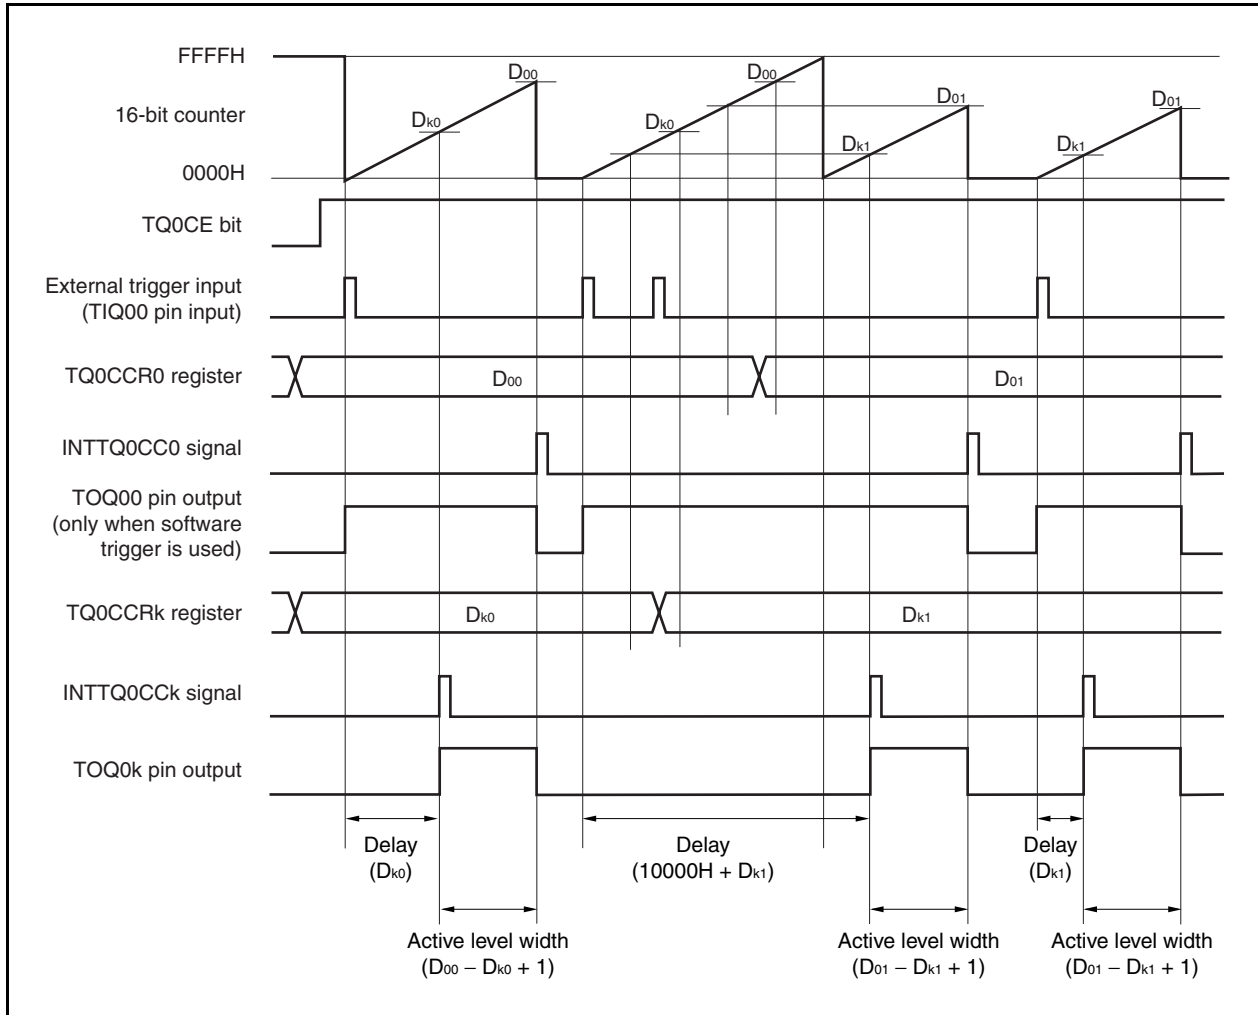 FFFFH
D00
D00
16-bit counter
Dk0
Dk0
D01
D01
Dk1
Dk1
0000H
TQ0CE bit
External trigger input
(TIQ00 pin input)
TQ0CCR0 register
D00
D01
INTTQ0CC0 signal
TOQ00 pin output
(only when software
trigger is used)
TQ0CCRk register
Dk0
Dk1
INTTQ0CCk signal
TOQ0k pin output
Delay
(Dk0)
Delay
(10000H + Dk1)
Delay
(Dk1)
Active level width
(D00 − Dk0 + 1)
Active level width
(D01 − Dk1 + 1)
Active level width
(D01 − Dk1 + 1)